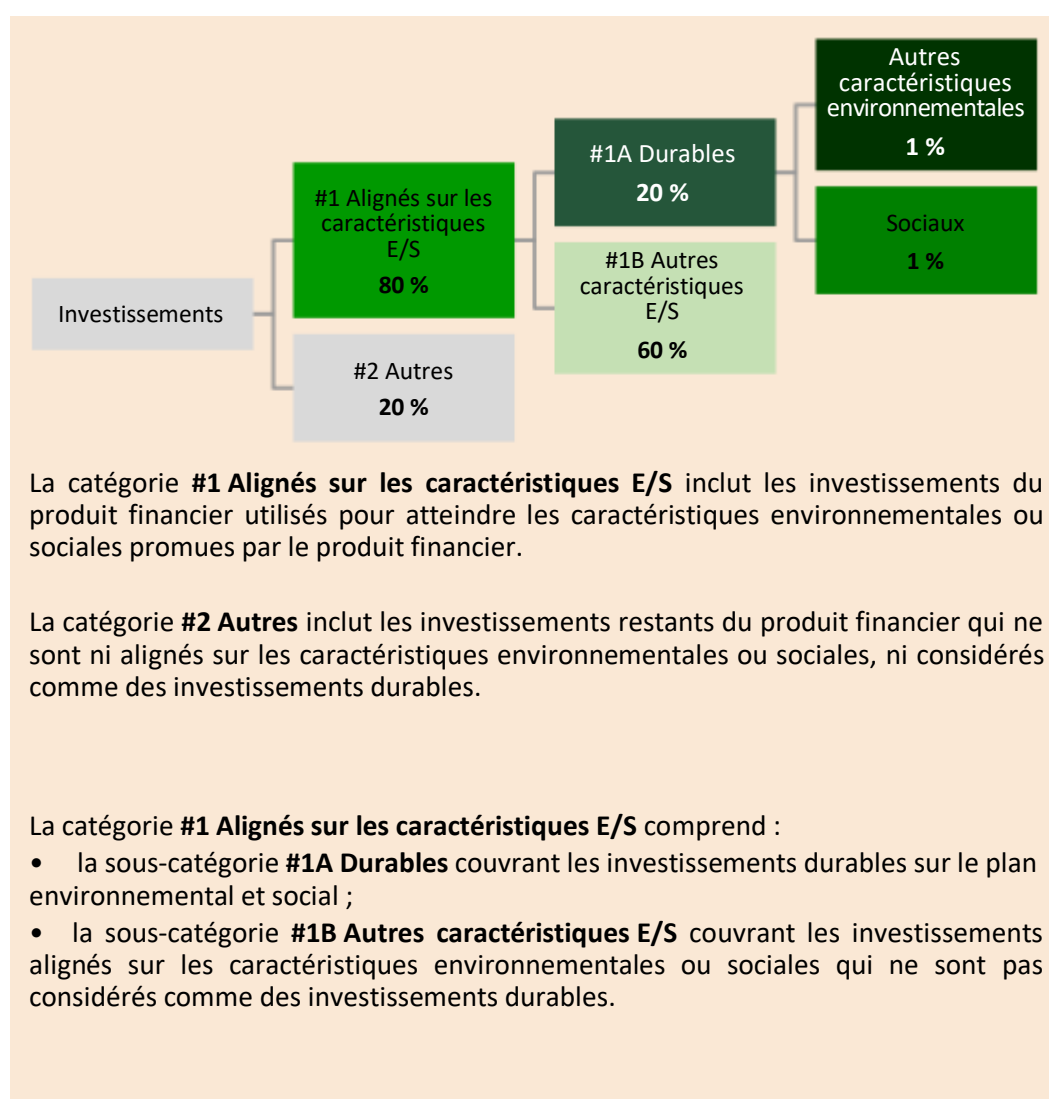 Investissements
#1 Alignés sur les
caractéristiques
E/S
80 %
#2 Autres
20 %
#1A Durables
20 %
#1B Autres
caractéristiques
E/S
60 %
Autres
caractéristiques
environnementales
1 %
Sociaux
1 %
La catégorie #1 Alignés sur les caractéristiques E/S inclut les investissements du
produit financier utilisés pour atteindre les caractéristiques environnementales ou
sociales promues par le produit financier.
La catégorie #2 Autres inclut les investissements restants du produit financier qui ne
sont ni alignés sur les caractéristiques environnementales ou sociales, ni considérés
comme des investissements durables.
La catégorie #1 Alignés sur les caractéristiques E/S comprend :
• la sous-catégorie #1A Durables couvrant les investissements durables sur le plan
environnemental et social ;
• la sous-catégorie #1B Autres caractéristiques E/S couvrant les investissements
alignés sur les caractéristiques environnementales ou sociales qui ne sont pas
considérés comme des investissements durables.